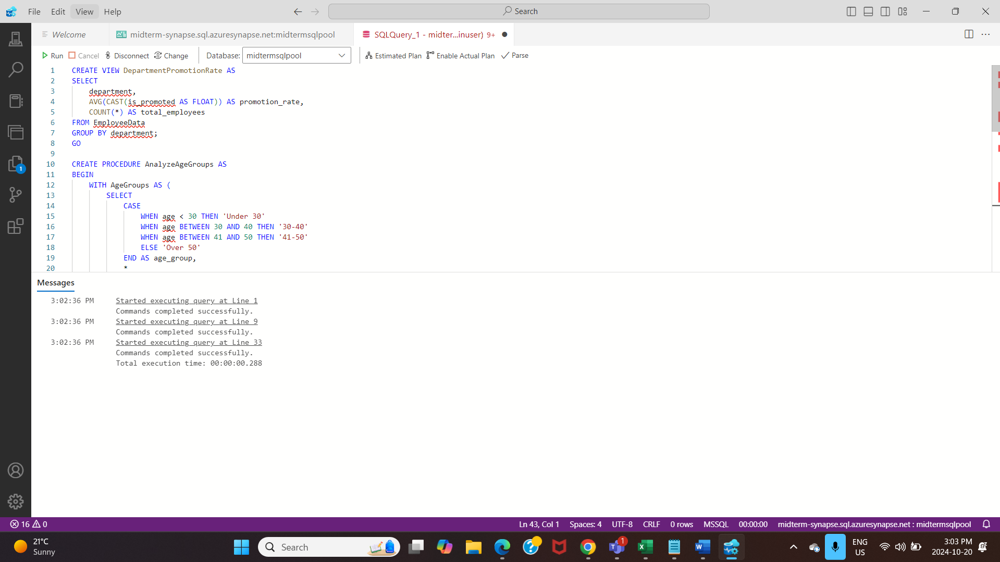 File Edit View Help
Search
Welcome
midterm-synapse.sql.azuresynapse.net:midtermsqlpool
SQLQuery_1 - midter...inuser) 9+
Run Cancel Disconnect Change Database: midtermsqlpool Estimated Plan Enable Actual Plan Parse
1 CREATE VIEW DepartmentPromotionRate AS
2 SELECT
3 department,
4 AVG(CAST(is_promoted AS FLOAT)) AS promotion_rate,
5 COUNT(*) AS total_employees
6 FROM EmployeeData
7 GROUP BY department;
8 GO
9
10 CREATE PROCEDURE AnalyzeAgeGroups AS
11 BEGIN
12 WITH AgeGroups AS (
13 SELECT
14 CASE
15 WHEN age < 30 THEN 'Under 30'
16 WHEN age BETWEEN 30 AND 40 THEN '30-40'
17 WHEN age BETWEEN 41 AND 50 THEN '41-50'
18 ELSE 'Over 50'
19 END AS age_group,
20 *
1
Messages
3:02:36 PM Started executing query at Line 1
Commands completed successfully.
3:02:36 PM Started executing query at Line 9
Commands completed successfully.
3:02:36 PM Started executing query at Line 33
Commands completed successfully.
Total execution time: 00:00:00.288
16 0
Ln 43, Col 1 Spaces: 4 UTF-8 CRLF 0 rows MSSQL 00:00:00 midterm-synapse.sql.azuresynapse.net : midtermsqlpool
21°C
Sunny
Search
1
ENG
US
3:03 PM
2024-10-20